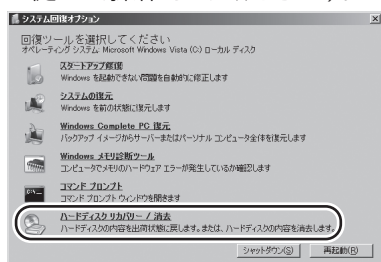 システム回復オプション
回復ツールを選択してください
オペレーティング システム: Microsoft Windows Vista (C:) ローカル ディスク
スタートアップ修復
Windows を起動できない問題を自動的に修正します
システムの復元
Windows を前の状態に復元します
Windows Complete PC 復元
バックアップ イメージからサーバーまたはパーソナル コンピュータ全体を復元します
Windows メモリ診断ツール
コンピュータでメモリのハードウェア エラーが発生しているか確認します
コマンド プロンプト
コマンド プロンプト ウィンドウを開きます
ハードディスク リカバリー / 消去
ハードディスクの内容を出荷状態に戻します。または、ハードディスクの内容を消去します。
シャットダウン(S)
再起動(R)